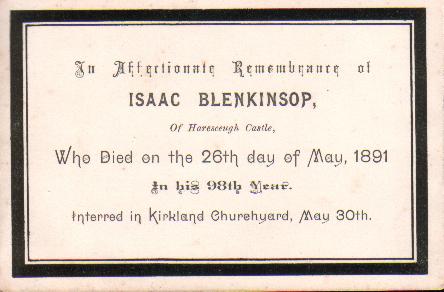 In Affectionate Remembrance of
ISAAC BLENKINSOP,
Of Haresceugh Castle,
Who Died on the 26th day of May, 1891
In his 98th Year.
Interred in Kirkland Churchyard, May 30th.